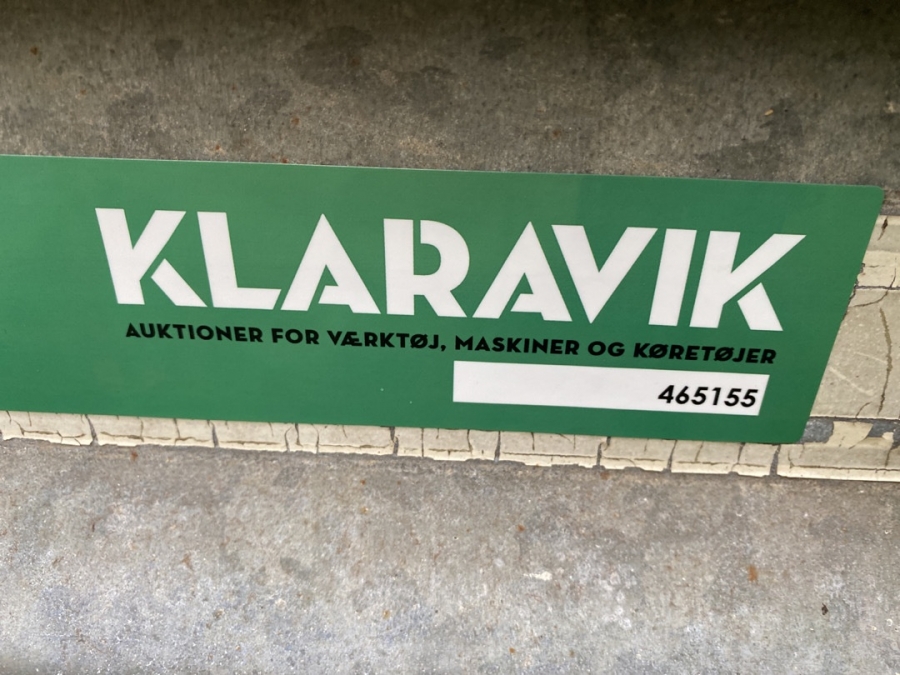 KLARAVIK
AUKTIONER FOR VÆRKTØJ, MASKINER OG KØRETØJER
465155